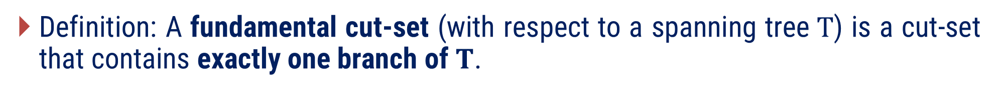 Definition: A fundamental cut-set (with respect to a spanning tree T) is a cut-set
that contains exactly one branch of T.